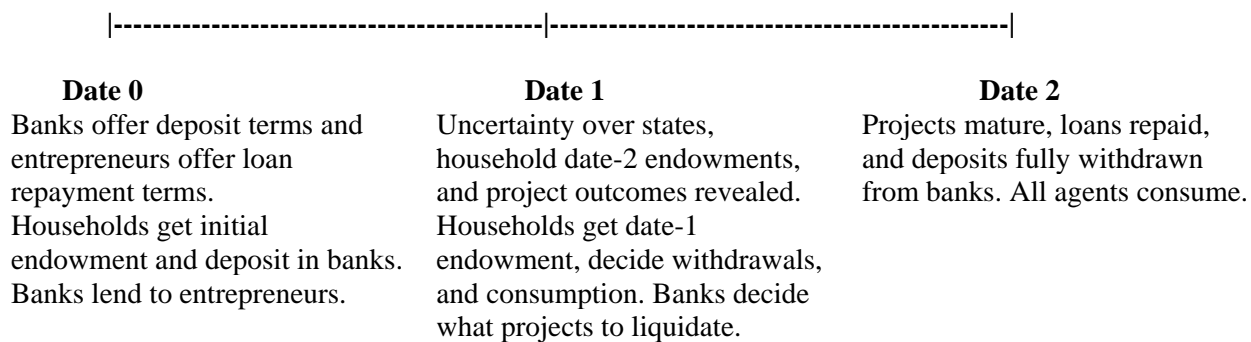 |-------------------------------------------|----------------------------------------------|
Date 0 Date 1 Date 2
Banks offer deposit terms and
entrepreneurs offer loan
repayment terms.
Households get initial
endowment and deposit in banks.
Banks lend to entrepreneurs.
Uncertainty over states,
household date-2 endowments,
and project outcomes revealed.
Households get date-1
endowment, decide withdrawals,
and consumption. Banks decide
what projects to liquidate.
Projects mature, loans repaid,
and deposits fully withdrawn
from banks. All agents consume.